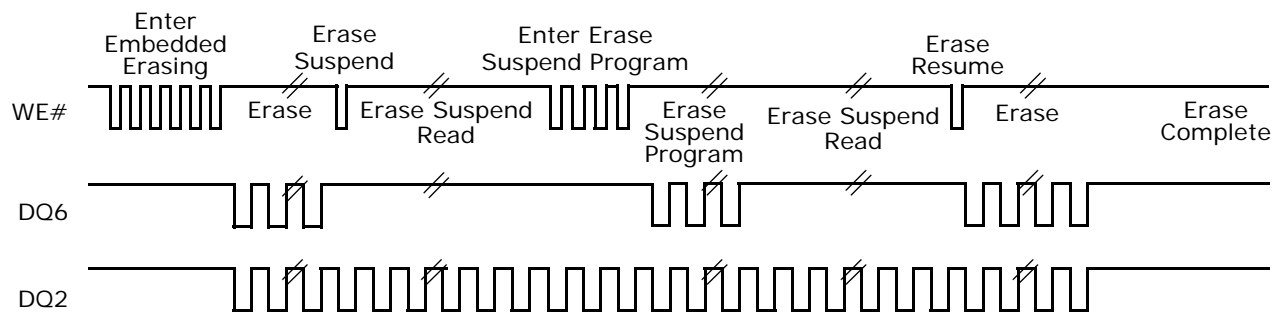 Enter
Embedded
Erasing
Erase
Suspend
Enter Erase
Suspend Program
Erase
Resume
WE#
Erase
Erase Suspend
Read
Erase
Suspend
Program
Erase Suspend
Read
Erase
Erase
Complete
DQ6
DQ2